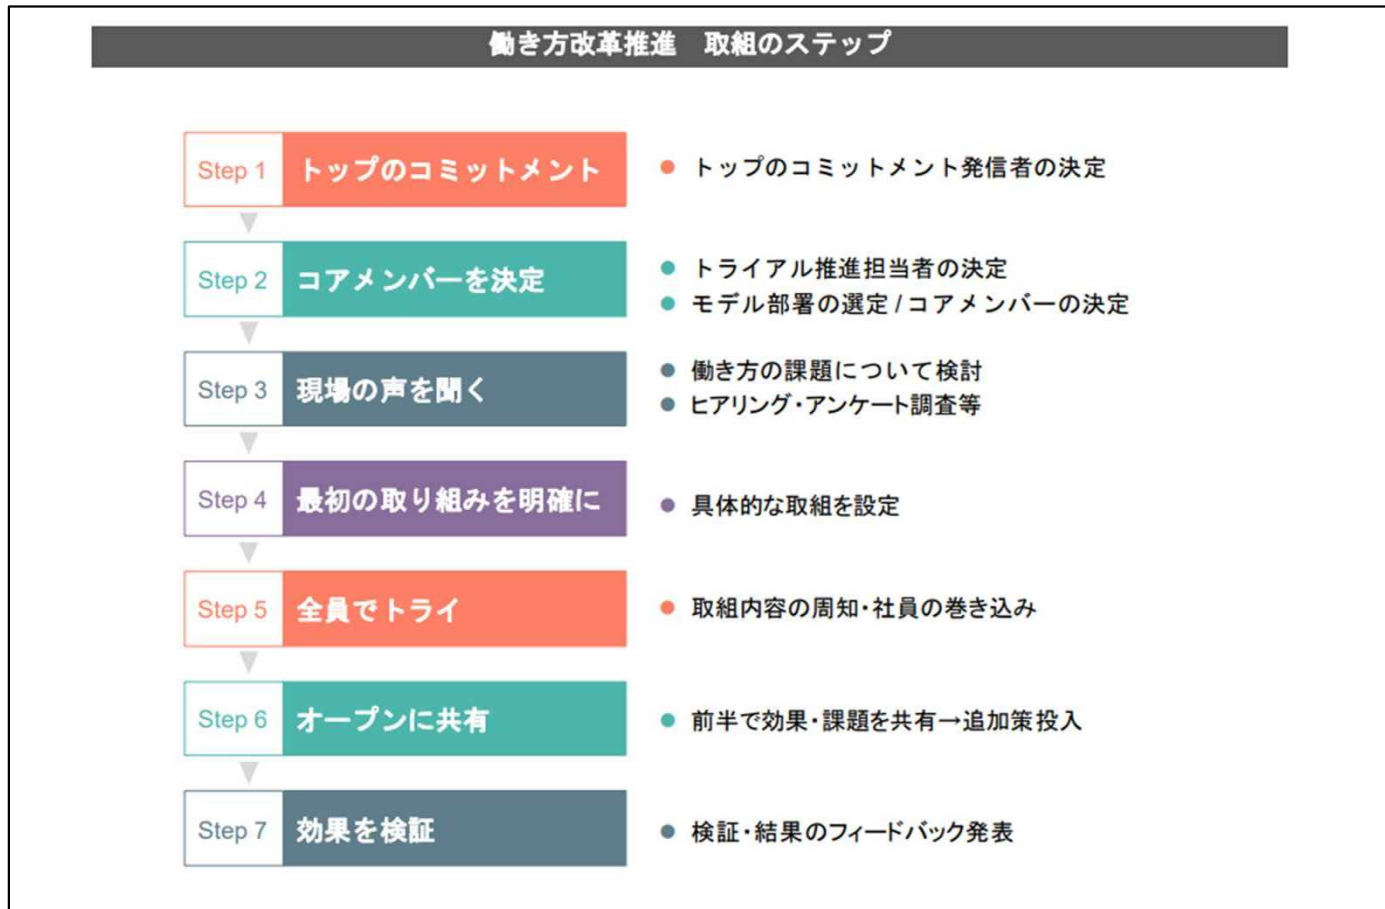 働き方改革推進　取組のステップ
Step 1
トップのコミットメント
● トップのコミットメント発信者の決定
Step 2
コアメンバーを決定
● トライアル推進担当者の決定
● モデル部署の選定 / コアメンバーの決定
Step 3
現場の声を聞く
● 働き方の課題について検討
● ヒアリング・アンケート調査等
Step 4
最初の取り組みを明確に
● 具体的な取組を設定
Step 5
全員でトライ
● 取組内容の周知・社員の巻き込み
Step 6
オープンに共有
● 前半で効果・課題を共有→追加策投入
Step 7
効果を検証
● 検証・結果のフィードバック発表